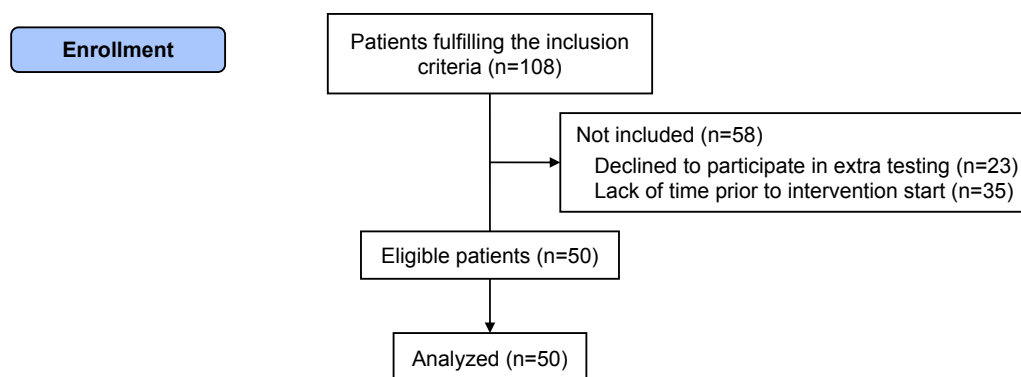 Enrollment
Patients fulfilling the inclusion
criteria (n=108)
Not included (n=58)
Declined to participate in extra testing (n=23)
Lack of time prior to intervention start (n=35)
Eligible patients (n=50)
Analyzed (n=50)